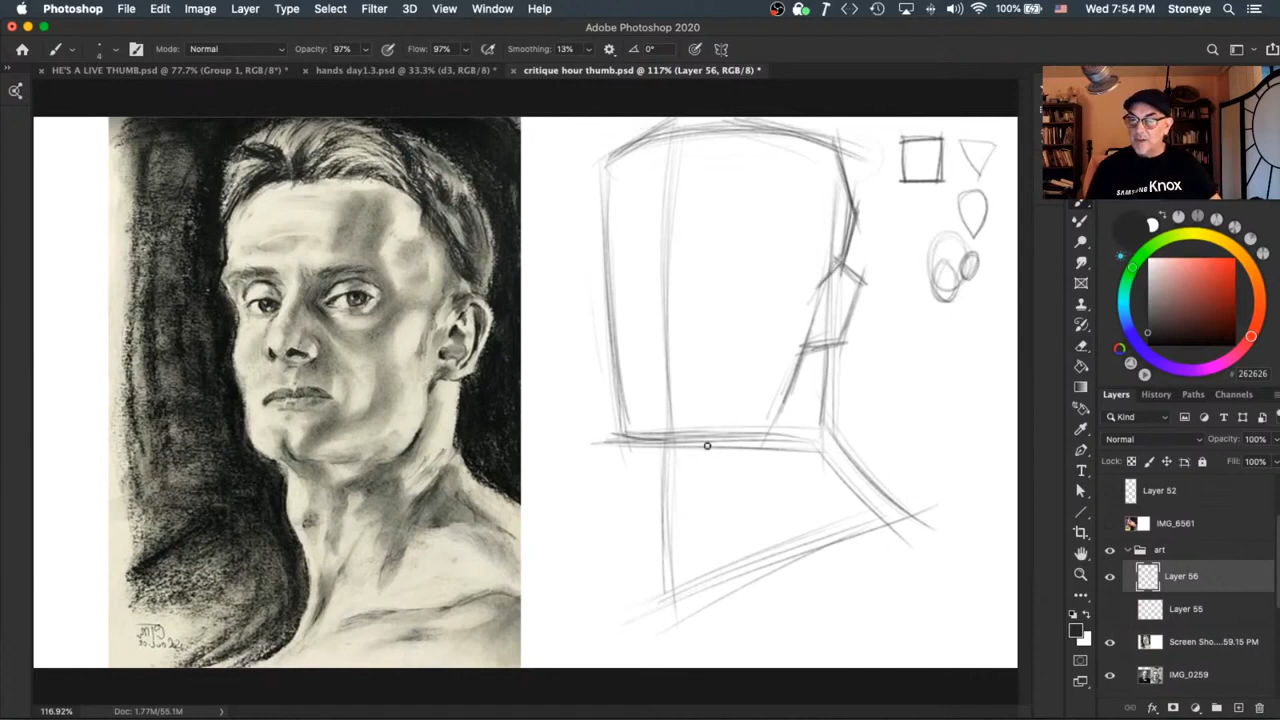 Photoshop File Edit Image Layer Type Select Filter 3D View Window Help 100% Wed 7:54 PM Stoneye
Adobe Photoshop 2020
4 Mode: Normal Opacity: 97% Flow: 97% Smoothing: 13% 0°
HE'S A LIVE THUMB.psd @ 77.7% (Group 1, RGB/8*) * hands day1.3.psd @ 33.3% (d3, RGB/8) * critique hour thumb.psd @ 117% (Layer 56, RGB/8) *
SAMSUNG Knox
# 262626
Layers History Paths Channels
Kind
Normal Opacity: 100%
Lock: Fill: 100%
Layer 52
IMG_6561
art
Layer 56
Layer 55
Screen Sho....59.15 PM
IMG_0259
116.92% Doc: 1.77M/55.1M